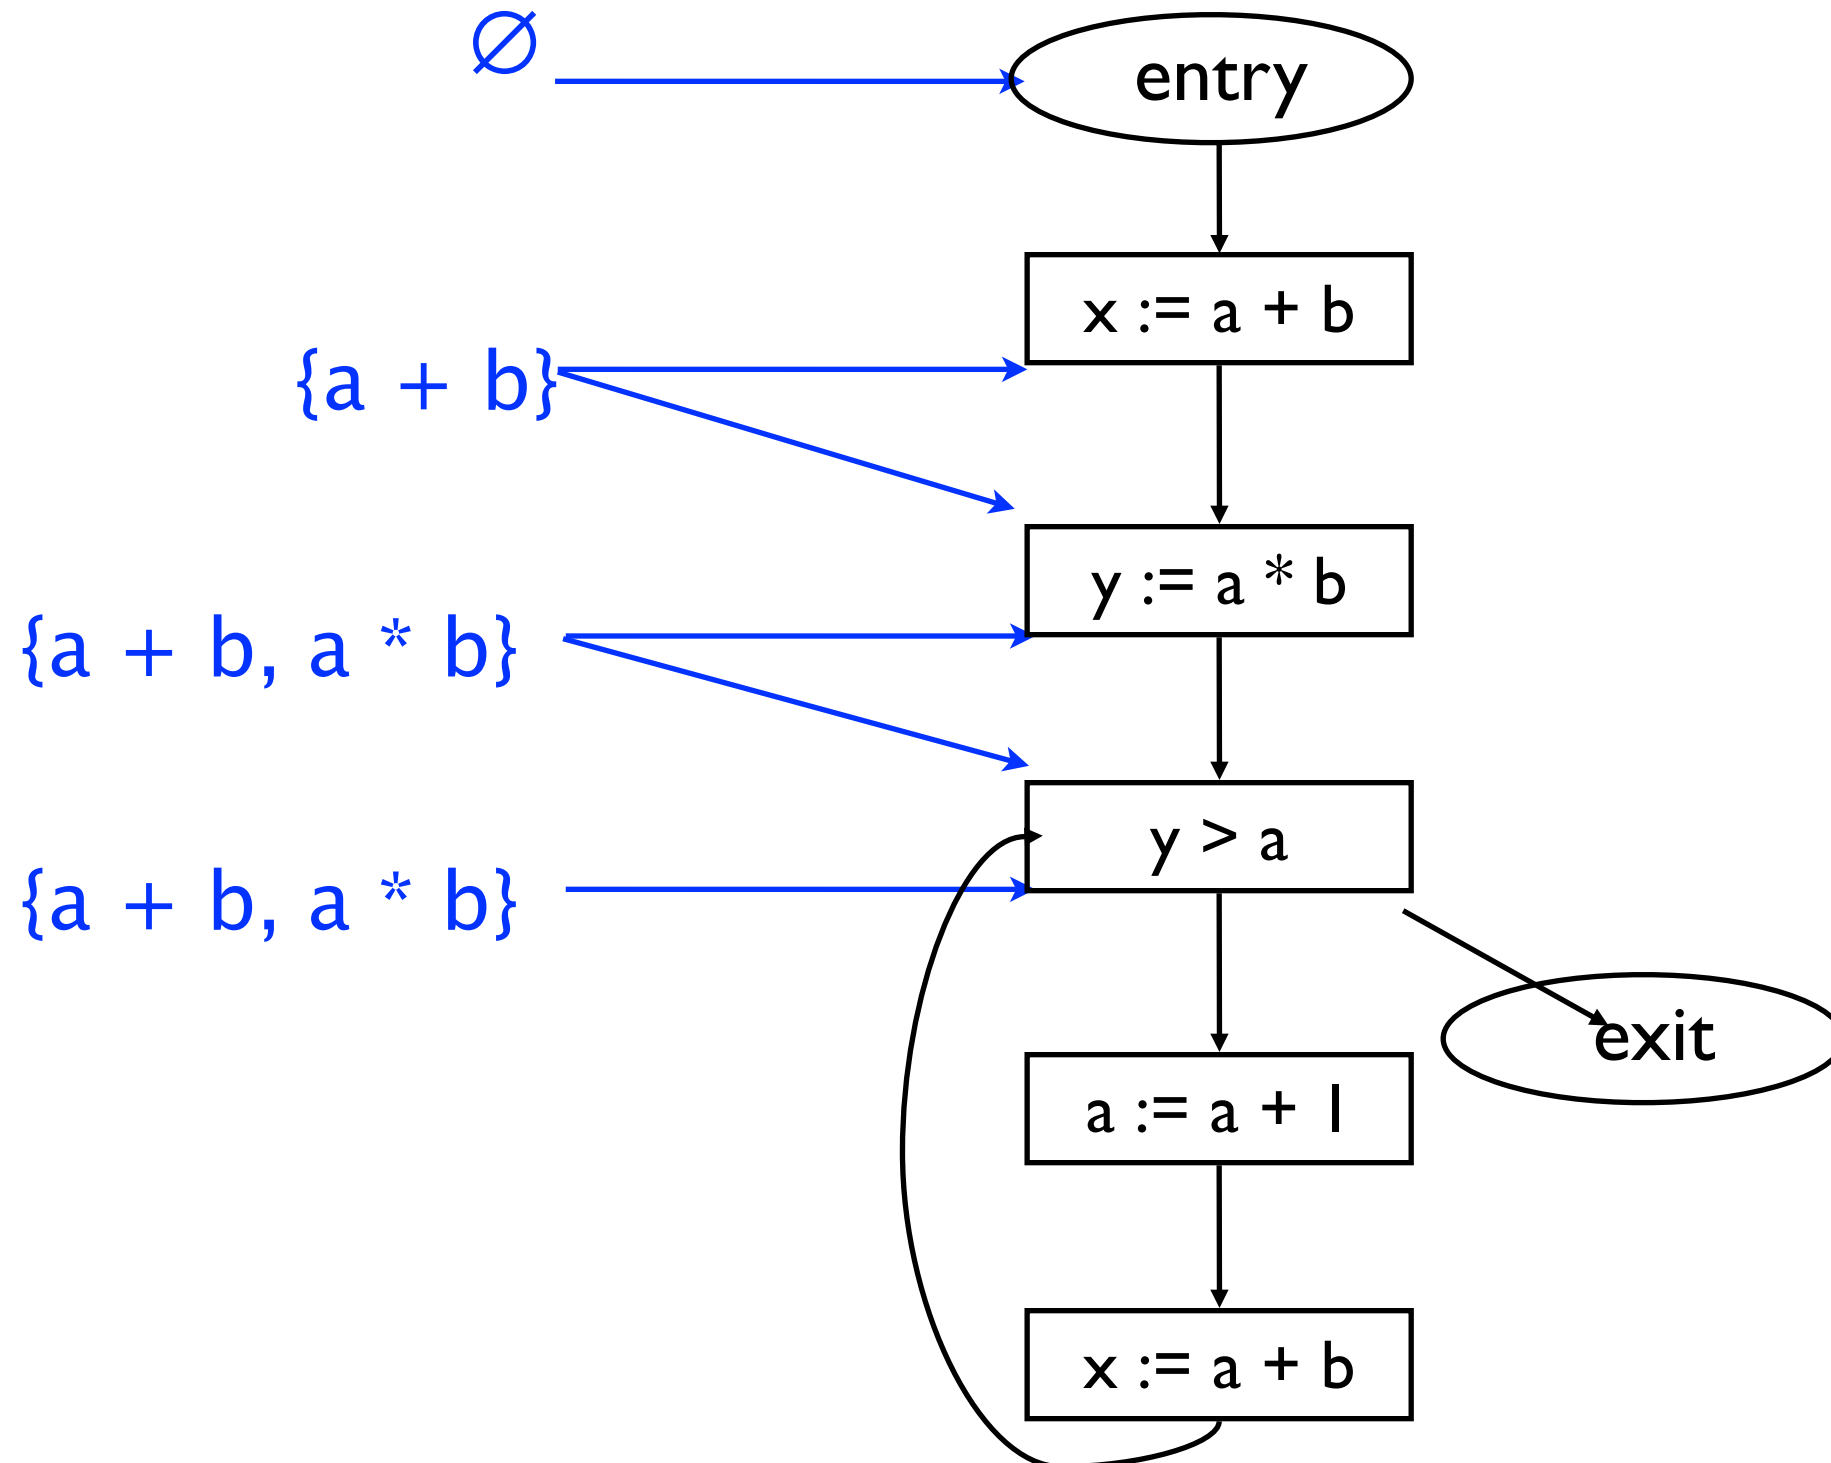 ∅
entry
x := a + b
{a + b}
y := a * b
{a + b, a * b}
y > a
{a + b, a * b}
exit
a := a + 1
x := a + b